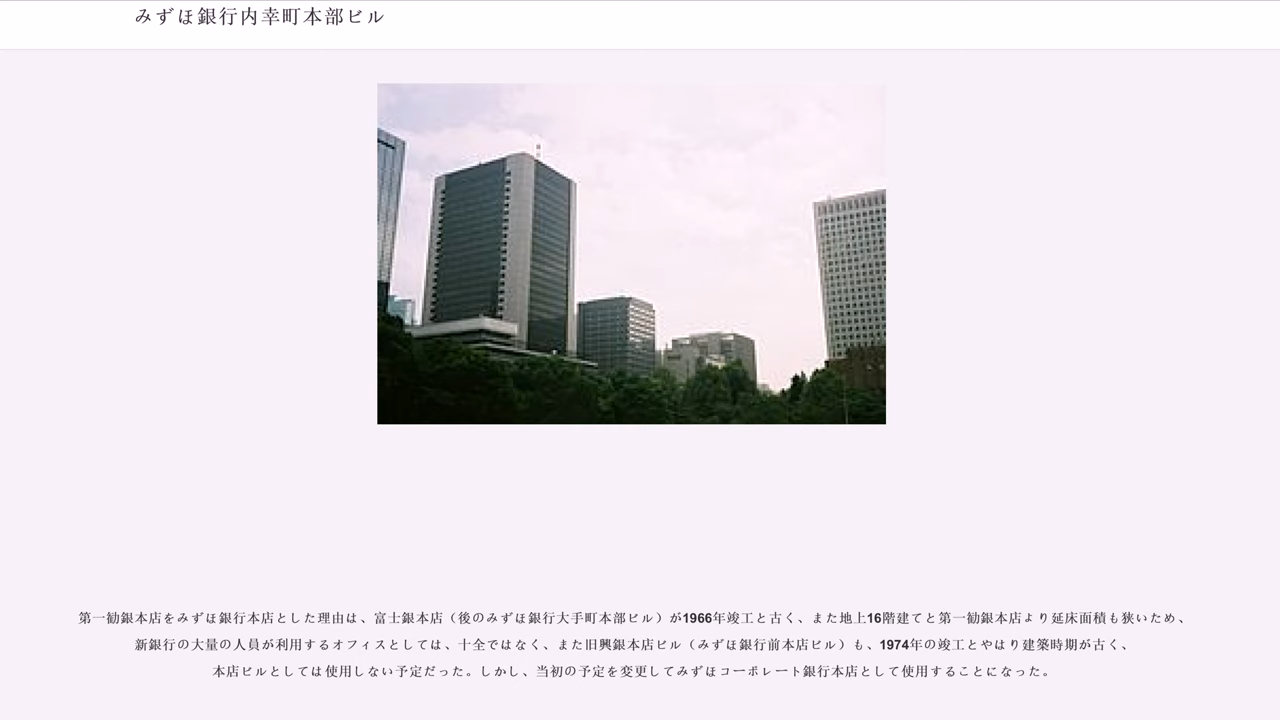 みずほ銀行内幸町本部ビル
第一勧銀本店をみずほ銀行本店とした理由は、富士銀本店（後のみずほ銀行大手町本部ビル）が1966年竣工と古く、また地上16階建てと第一勧銀本店より延床面積も狭いため、
新銀行の大量の人員が利用するオフィスとしては、十全ではなく、また旧興銀本店ビル（みずほ銀行前本店ビル）も、1974年の竣工とやはり建築時期が古く、
本店ビルとしては使用しない予定だった。しかし、当初の予定を変更してみずほコーポレート銀行本店として使用することになった。